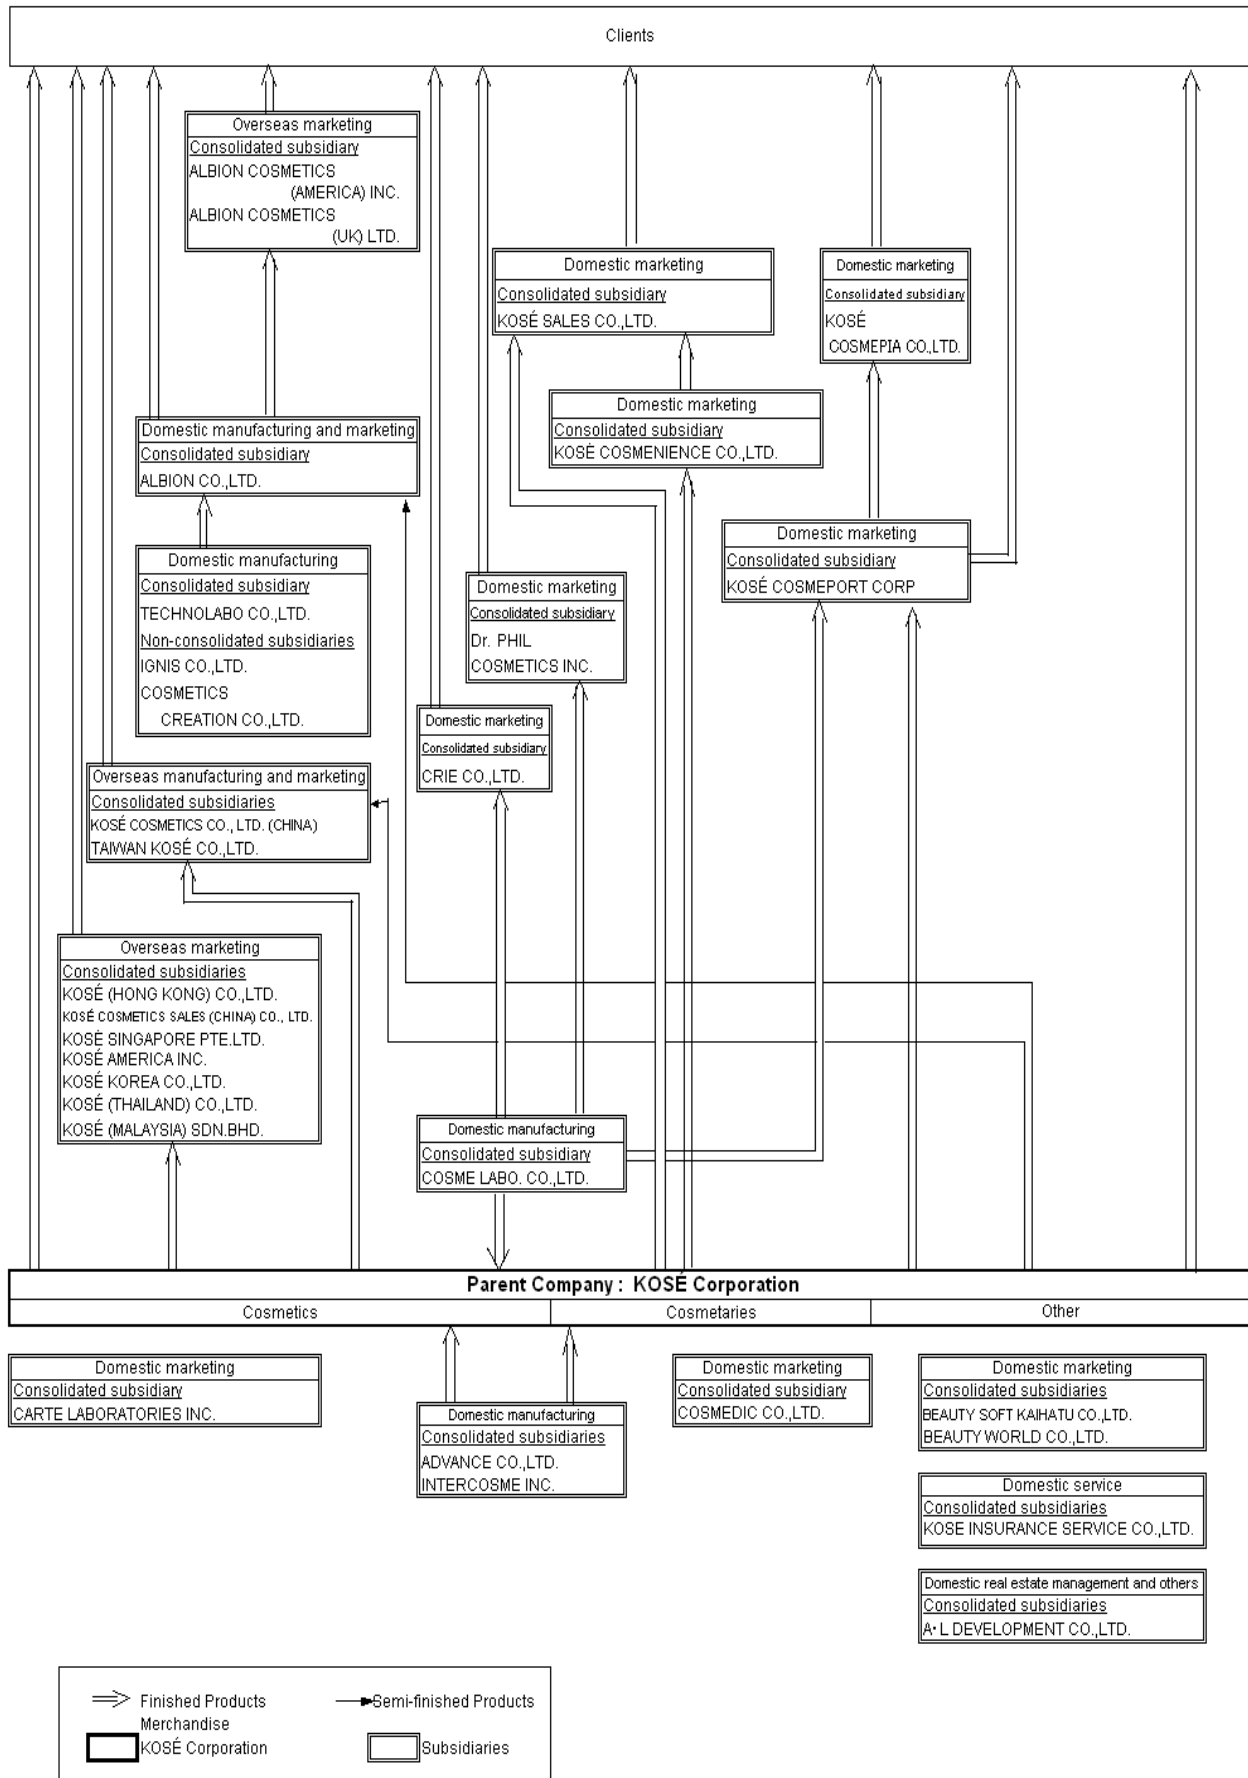 Clients
Overseas marketing
Consolidated subsidiary
ALBION COSMETICS
(AMERICA) INC.
ALBION COSMETICS
(UK) LTD.
Domestic marketing
Consolidated subsidiary
KOSÉ SALES CO.,LTD.
Domestic marketing
Consolidated subsidiary
KOSÉ
COSMEPIA CO.,LTD.
Domestic marketing
Consolidated subsidiary
KOSÉ COSMENIENCE CO.,LTD.
Domestic manufacturing and marketing
Consolidated subsidiary
ALBION CO.,LTD.
Domestic marketing
Consolidated subsidiary
KOSÉ COSMEPORT CORP
Domestic manufacturing
Consolidated subsidiary
TECHNOLABO CO.,LTD.
Non-consolidated subsidiaries
IGNIS CO.,LTD.
COSMETICS
CREATION CO.,LTD.
Domestic marketing
Consolidated subsidiary
Dr. PHIL
COSMETICS INC.
Domestic marketing
Consolidated subsidiary
CRIE CO.,LTD.
Overseas manufacturing and marketing
Consolidated subsidiaries
KOSÉ COSMETICS CO., LTD. (CHINA)
TAIWAN KOSÉ CO.,LTD.
Overseas marketing
Consolidated subsidiaries
KOSÉ (HONG KONG) CO.,LTD.
KOSÉ COSMETICS SALES (CHINA) CO., LTD.
KOSÉ SINGAPORE PTE.LTD.
KOSÉ AMERICA INC.
KOSÉ KOREA CO.,LTD.
KOSÉ (THAILAND) CO.,LTD.
KOSÉ (MALAYSIA) SDN.BHD.
Domestic manufacturing
Consolidated subsidiary
COSME LABO. CO.,LTD.
Parent Company : KOSÉ Corporation
Cosmetics
Cosmetaries
Other
Domestic marketing
Consolidated subsidiary
CARTE LABORATORIES INC.
Domestic manufacturing
Consolidated subsidiaries
ADVANCE CO.,LTD.
INTERCOSME INC.
Domestic marketing
Consolidated subsidiary
COSMEDIC CO.,LTD.
Domestic marketing
Consolidated subsidiaries
BEAUTY SOFT KAIHATU CO.,LTD.
BEAUTY WORLD CO.,LTD.
Domestic service
Consolidated subsidiaries
KOSE INSURANCE SERVICE CO.,LTD.
Domestic real estate management and others
Consolidated subsidiaries
A・L DEVELOPMENT CO.,LTD.
Finished Products
Merchandise
Semi-finished Products
KOSÉ Corporation
Subsidiaries